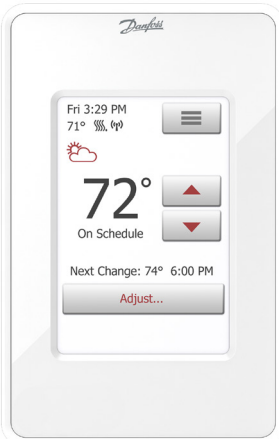 Danfoss
Fri 3:29 PM
71°
72°
On Schedule
Next Change: 74° 6:00 PM
Adjust...